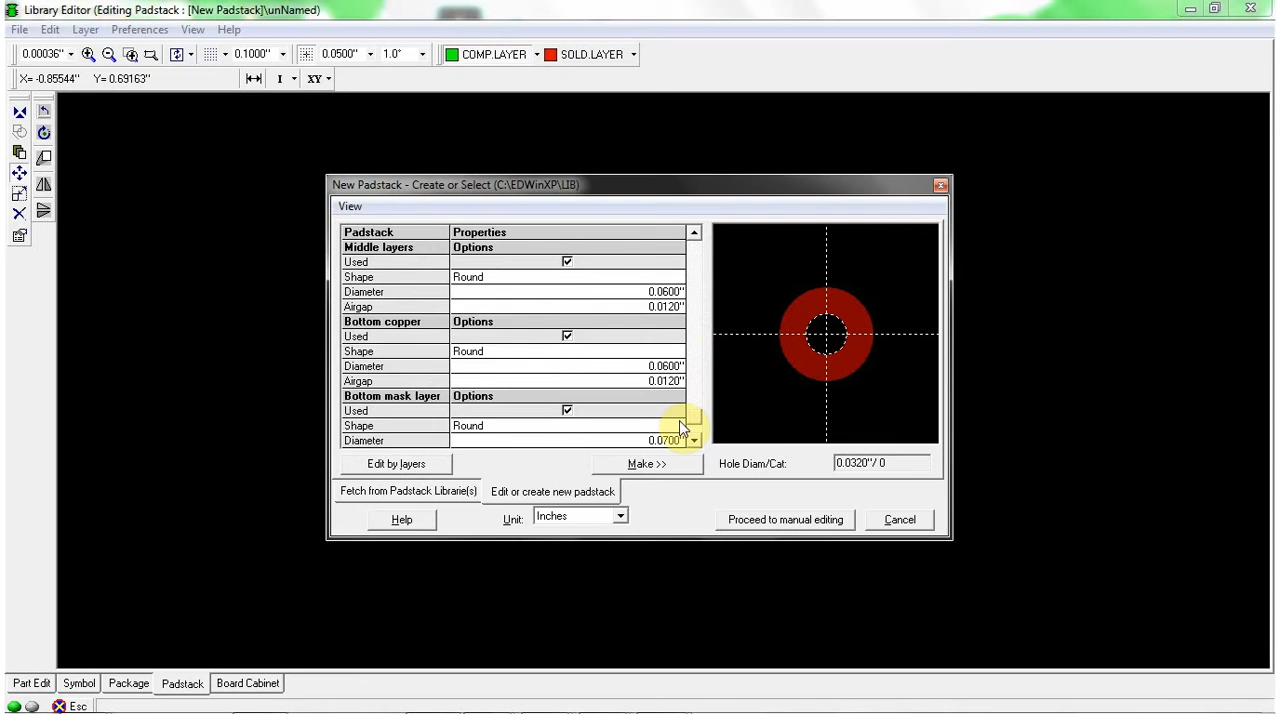 Library Editor (Editing Padstack : [New Padstack]\unNamed)
File Edit Layer Preferences View Help
0.00036" 0.1000" 0.0500" 1.0° COMP.LAYER SOLD.LAYER
X= -0.85544" Y= 0.69163" I XY
New Padstack - Create or Select (C:\EDWinXP\LIB)
View
Padstack Properties
Middle layers Options
Used
Shape Round
Diameter 0.0600"
Airgap 0.0120"
Bottom copper Options
Used
Shape Round
Diameter 0.0600"
Airgap 0.0120"
Bottom mask layer Options
Used
Shape Round
Diameter 0.0700"
Edit by layers Make >> Hole Diam/Cat: 0.0320"/ 0
Fetch from Padstack Librarie(s) Edit or create new padstack
Help Unit: Inches Proceed to manual editing Cancel
Part Edit Symbol Package Padstack Board Cabinet
Esc